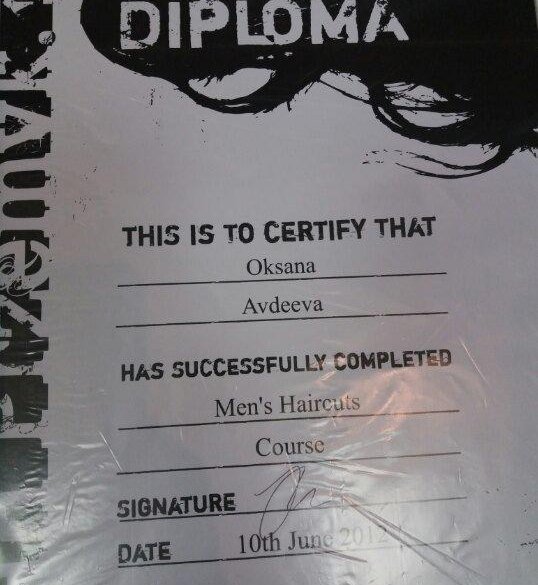 DIPLOMA
THIS IS TO CERTIFY THAT
Oksana
Avdeeva
HAS SUCCESSFULLY COMPLETED
Men's Haircuts
Course
SIGNATURE
DATE 10th June 2012